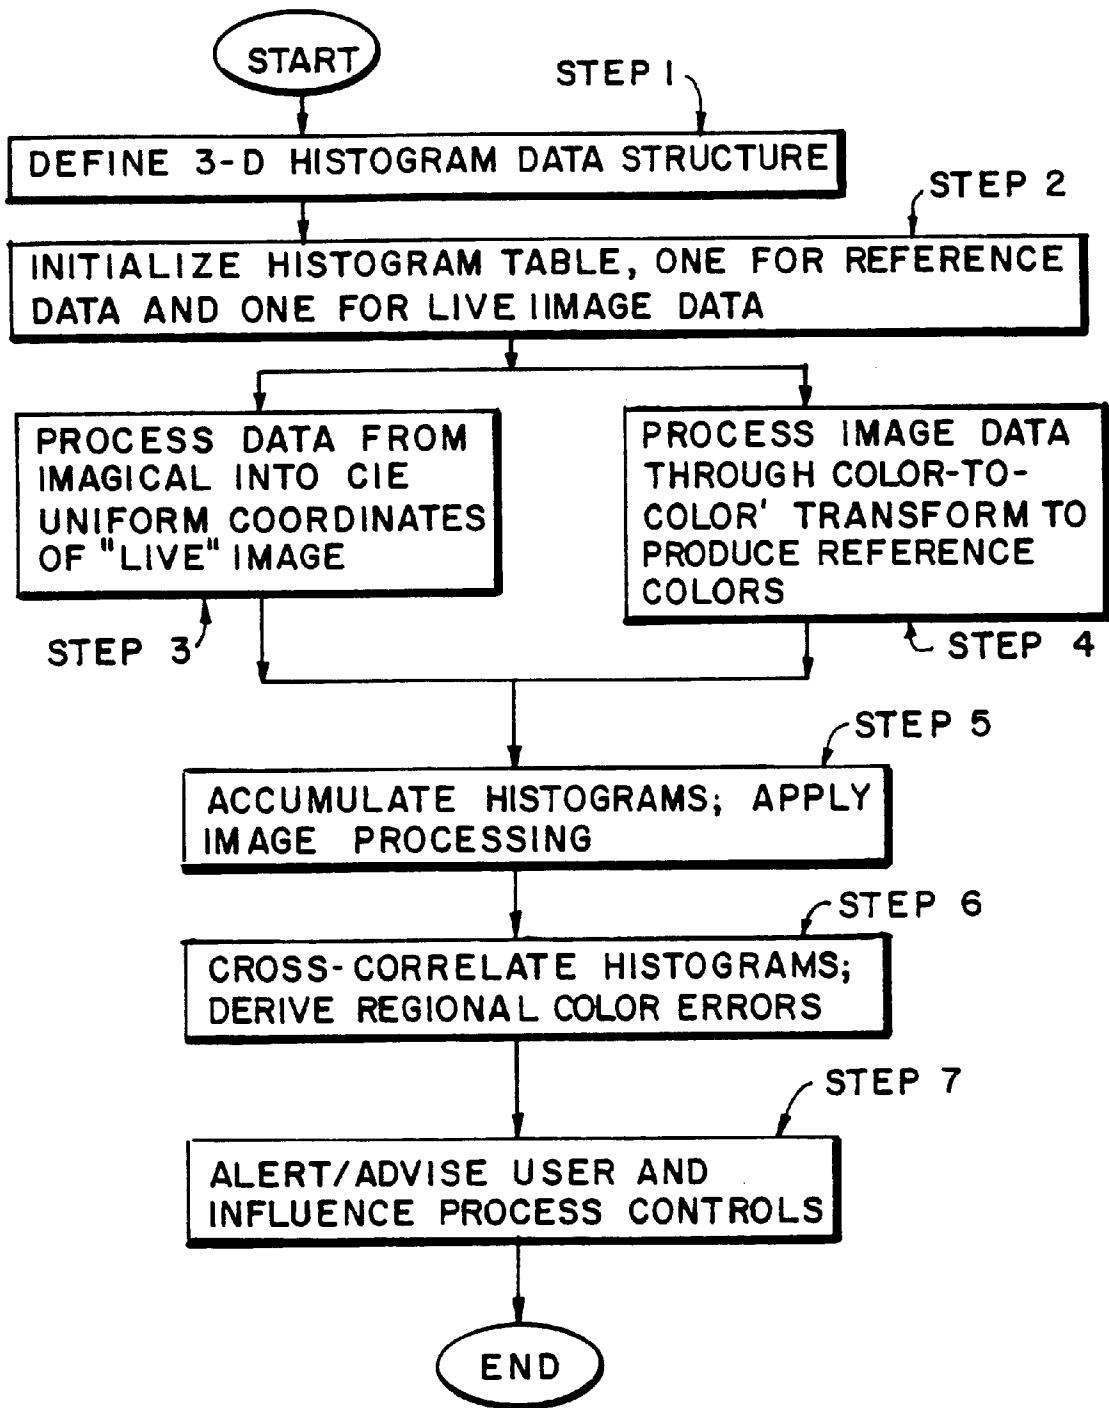 START
STEP 1
DEFINE 3-D HISTOGRAM DATA STRUCTURE
STEP 2
INITIALIZE HISTOGRAM TABLE, ONE FOR REFERENCE
DATA AND ONE FOR LIVE IIMAGE DATA
PROCESS DATA FROM
IMAGICAL INTO CIE
UNIFORM COORDINATES
OF "LIVE" IMAGE
STEP 3
PROCESS IMAGE DATA
THROUGH COLOR-TO-
COLOR' TRANSFORM TO
PRODUCE REFERENCE
COLORS
STEP 4
STEP 5
ACCUMULATE HISTOGRAMS; APPLY
IMAGE PROCESSING
STEP 6
CROSS-CORRELATE HISTOGRAMS;
DERIVE REGIONAL COLOR ERRORS
STEP 7
ALERT/ADVISE USER AND
INFLUENCE PROCESS CONTROLS
END